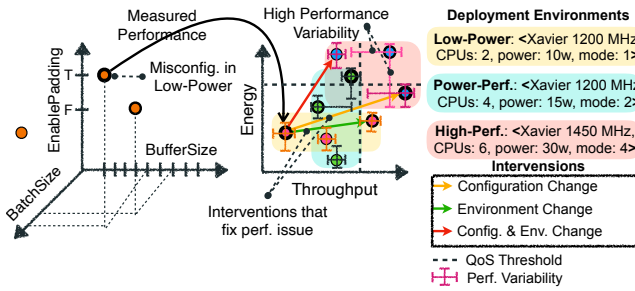 Measured
Performance
EnablePadding
T
F
Misconfig. in
Low-Power
BufferSize
BatchSize
High Performance
Variability
Energy
Throughput
Interventions that
fix perf. issue
Deployment Environments
Low-Power: <Xavier 1200 MHz,
CPUs: 2, power: 10w, mode: 1>
Power-Perf.: <Xavier 1200 MHz,
CPUs: 4, power: 15w, mode: 2>
High-Perf.: <Xavier 1450 MHz,
CPUs: 6, power: 30w, mode: 4>
Interventions
Configuration Change
Environment Change
Config. & Env. Change
QoS Threshold
Perf. Variability